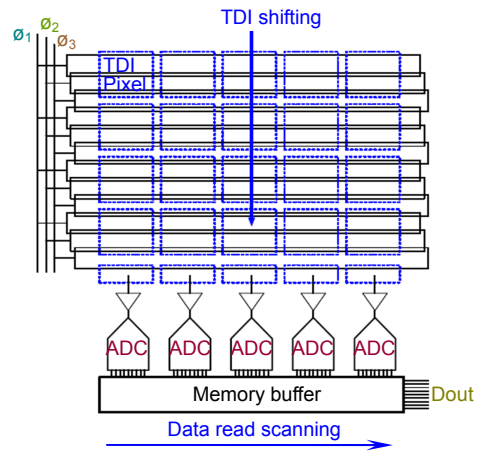 TDI shifting
ø1
ø2
ø3
TDI
Pixel
ADC
ADC
ADC
ADC
ADC
Memory buffer
Dout
Data read scanning